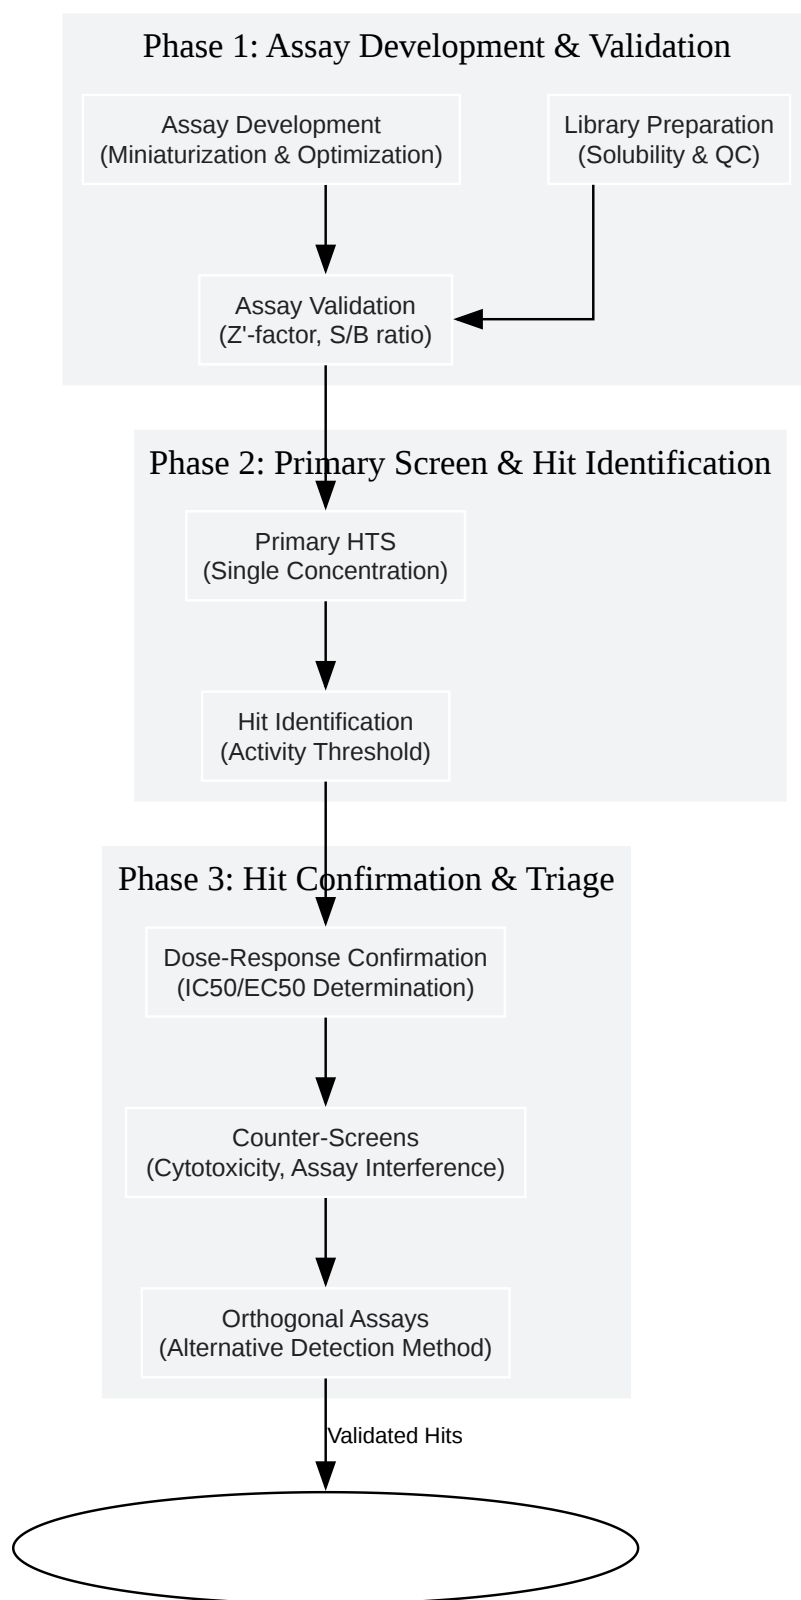 Phase 1: Assay Development & Validation
Assay Development
(Miniaturization & Optimization)
Library Preparation
(Solubility & QC)
Assay Validation
(Z'-factor, S/B ratio)
Phase 2: Primary Screen & Hit Identification
Primary HTS
(Single Concentration)
Hit Identification
(Activity Threshold)
Phase 3: Hit Confirmation & Triage
Dose-Response Confirmation
(IC50/EC50 Determination)
Counter-Screens
(Cytotoxicity, Assay Interference)
Orthogonal Assays
(Alternative Detection Method)
Validated Hits